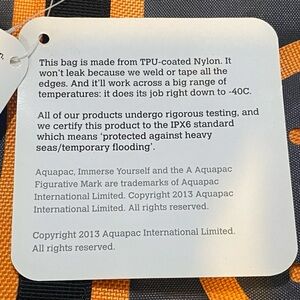 This bag is made from TPU-coated Nylon. It
won't leak because we weld or tape all the
edges. And it'll work across a big range of
temperatures: it does its job right down to -40C.
All of our products undergo rigorous testing, and
we certify this product to the IPX6 standard
which means 'protected against heavy
seas/temporary flooding'.
Aquapac, Immerse Yourself and the A Aquapac
Figurative Mark are trademarks of Aquapac
International Limited. Copyright 2013 Aquapac
International Limited. All rights reserved.
Copyright 2013 Aquapac International Limited.
All rights reserved.